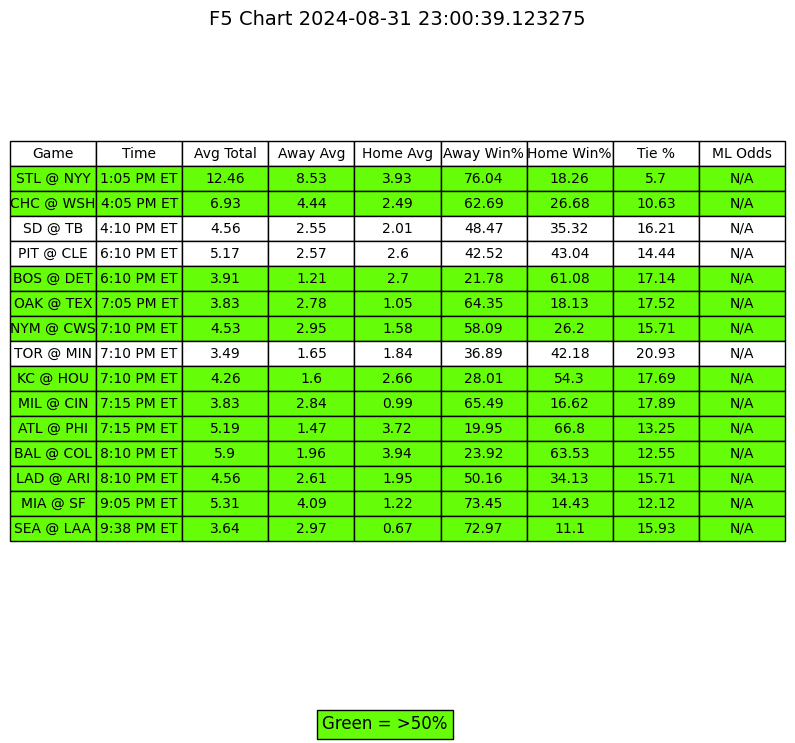 F5 Chart 2024-08-31 23:00:39.123275
Game Time Avg Total Away Avg Home Avg Away Win% Home Win% Tie % ML Odds
STL @ NYY 1:05 PM ET 12.46 8.53 3.93 76.04 18.26 5.7 N/A
CHC @ WSH 4:05 PM ET 6.93 4.44 2.49 62.69 26.68 10.63 N/A
SD @ TB 4:10 PM ET 4.56 2.55 2.01 48.47 35.32 16.21 N/A
PIT @ CLE 6:10 PM ET 5.17 2.57 2.6 42.52 43.04 14.44 N/A
BOS @ DET 6:10 PM ET 3.91 1.21 2.7 21.78 61.08 17.14 N/A
OAK @ TEX 7:05 PM ET 3.83 2.78 1.05 64.35 18.13 17.52 N/A
NYM @ CWS 7:10 PM ET 4.53 2.95 1.58 58.09 26.2 15.71 N/A
TOR @ MIN 7:10 PM ET 3.49 1.65 1.84 36.89 42.18 20.93 N/A
KC @ HOU 7:10 PM ET 4.26 1.6 2.66 28.01 54.3 17.69 N/A
MIL @ CIN 7:15 PM ET 3.83 2.84 0.99 65.49 16.62 17.89 N/A
ATL @ PHI 7:15 PM ET 5.19 1.47 3.72 19.95 66.8 13.25 N/A
BAL @ COL 8:10 PM ET 5.9 1.96 3.94 23.92 63.53 12.55 N/A
LAD @ ARI 8:10 PM ET 4.56 2.61 1.95 50.16 34.13 15.71 N/A
MIA @ SF 9:05 PM ET 5.31 4.09 1.22 73.45 14.43 12.12 N/A
SEA @ LAA 9:38 PM ET 3.64 2.97 0.67 72.97 11.1 15.93 N/A
Green = >50%